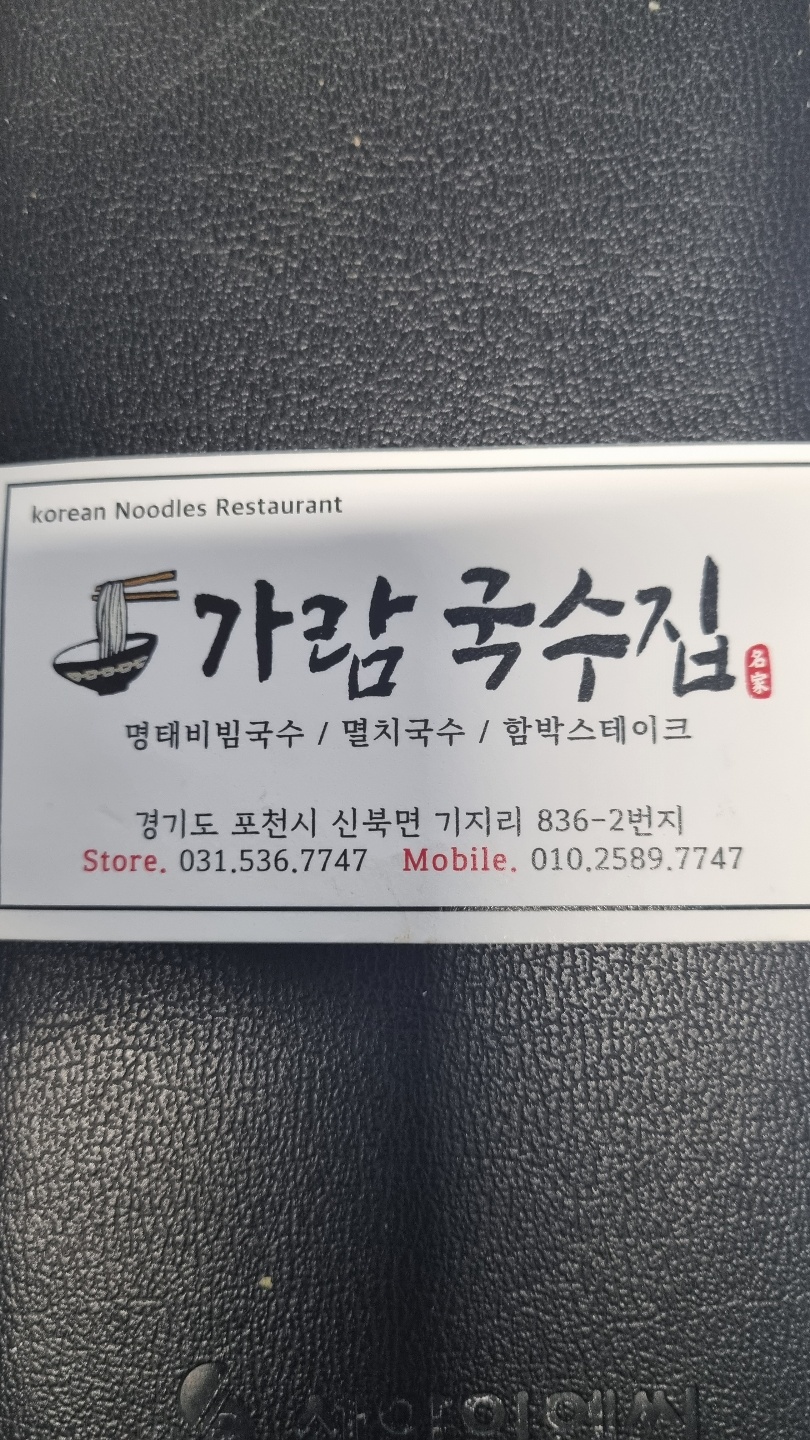 korean Noodles Restaurant
가람 국수집
名家
명태비빔국수 / 멸치국수 / 함박스테이크
경기도 포천시 신북면 기지리 836-2번지
Store. 031.536.7747 Mobile. 010.2589.7747